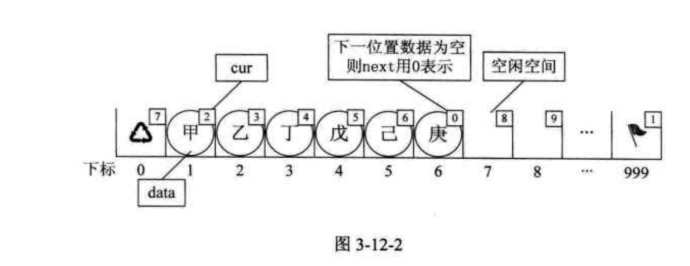 下一位置数据为空
则next用0表示
cur
空闲空间
7 2 3 4 5 6 0 8 9 1
甲 乙 丁 戊 己 庚 ...
下标 0 1 2 3 4 5 6 7 8 ... 999
data
图 3-12-2